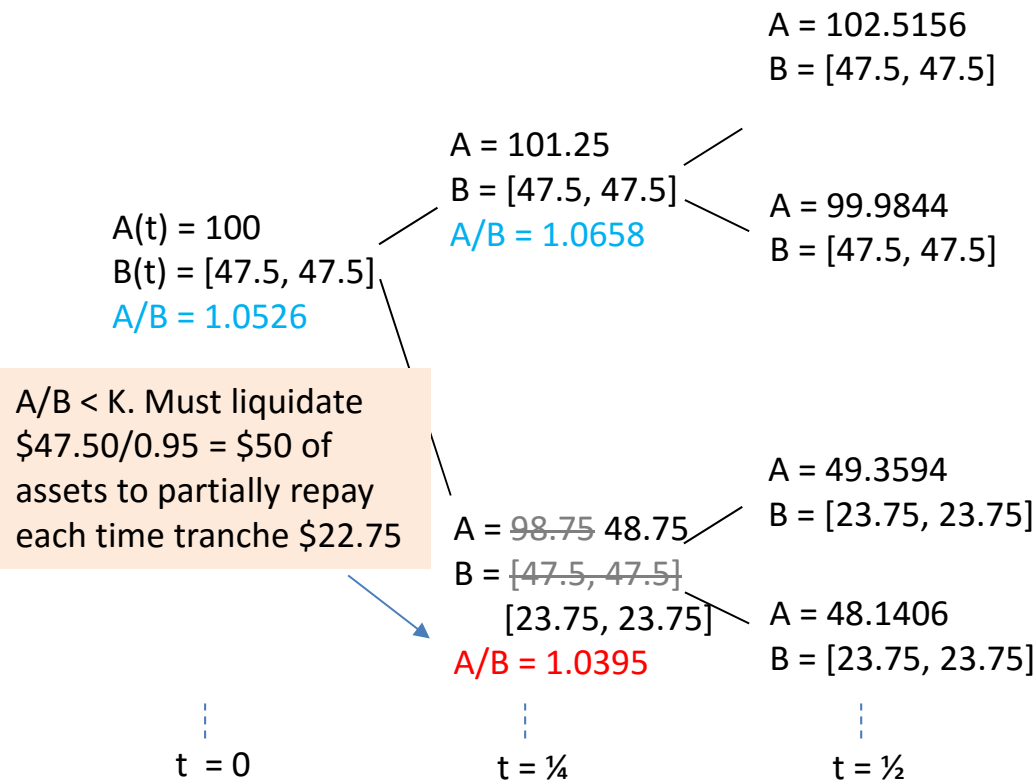 A = 102.5156
B = [47.5, 47.5]
A = 101.25
B = [47.5, 47.5]
A/B = 1.0658
A = 99.9844
B = [47.5, 47.5]
A(t) = 100
B(t) = [47.5, 47.5]
A/B = 1.0526
A/B < K. Must liquidate
$47.50/0.95 = $50 of
assets to partially repay
each time tranche $22.75
A = 98.75 48.75
B = [47.5, 47.5]
[23.75, 23.75]
A/B = 1.0395
A = 49.3594
B = [23.75, 23.75]
A = 48.1406
B = [23.75, 23.75]
t = 0
t = ¼
t = ½